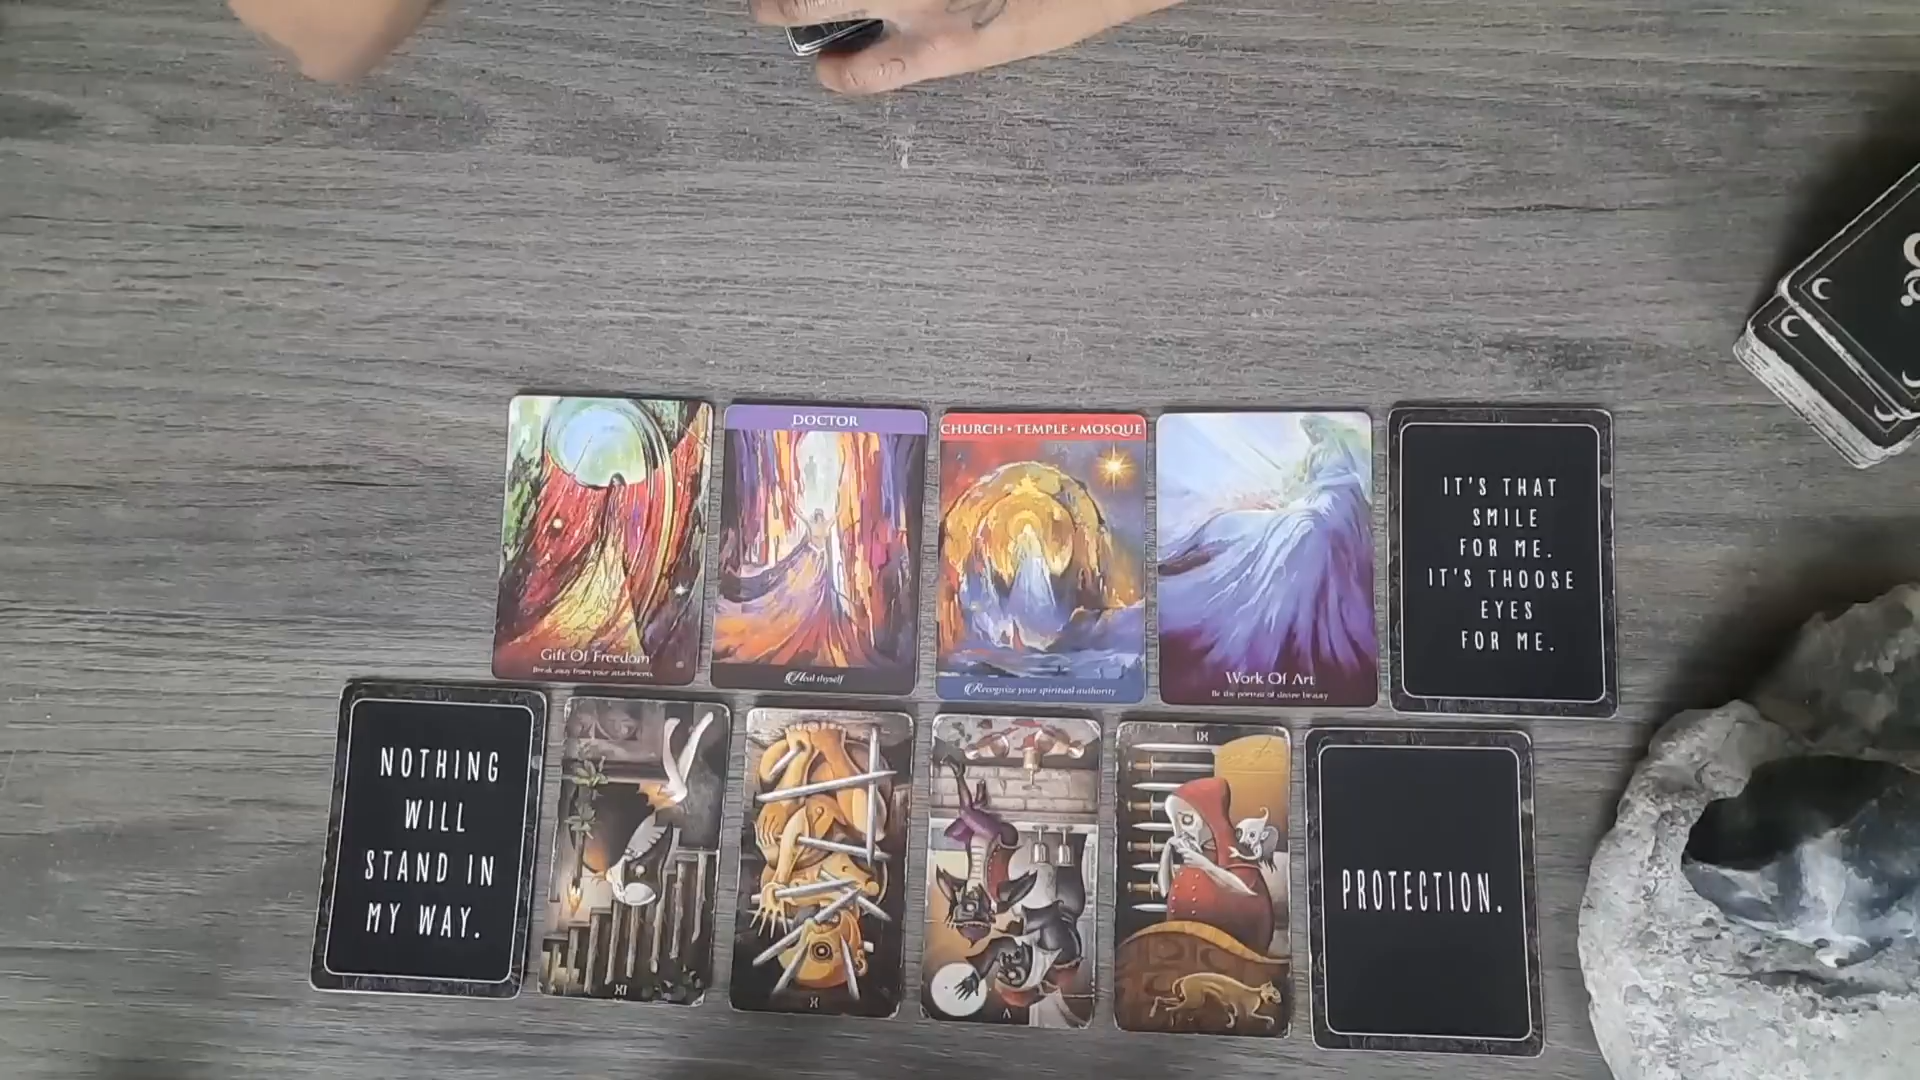 Gift Of Freedom
Break away from your attachments
DOCTOR
Heal thyself
CHURCH • TEMPLE • MOSQUE
Recognize your spiritual authority
Work Of Art
Be the portrait of divine beauty
IT'S THAT
SMILE
FOR ME.
IT'S THOOSE
EYES
FOR ME.
NOTHING
WILL
STAND IN
MY WAY.
XI
X
V
XI
PROTECTION.